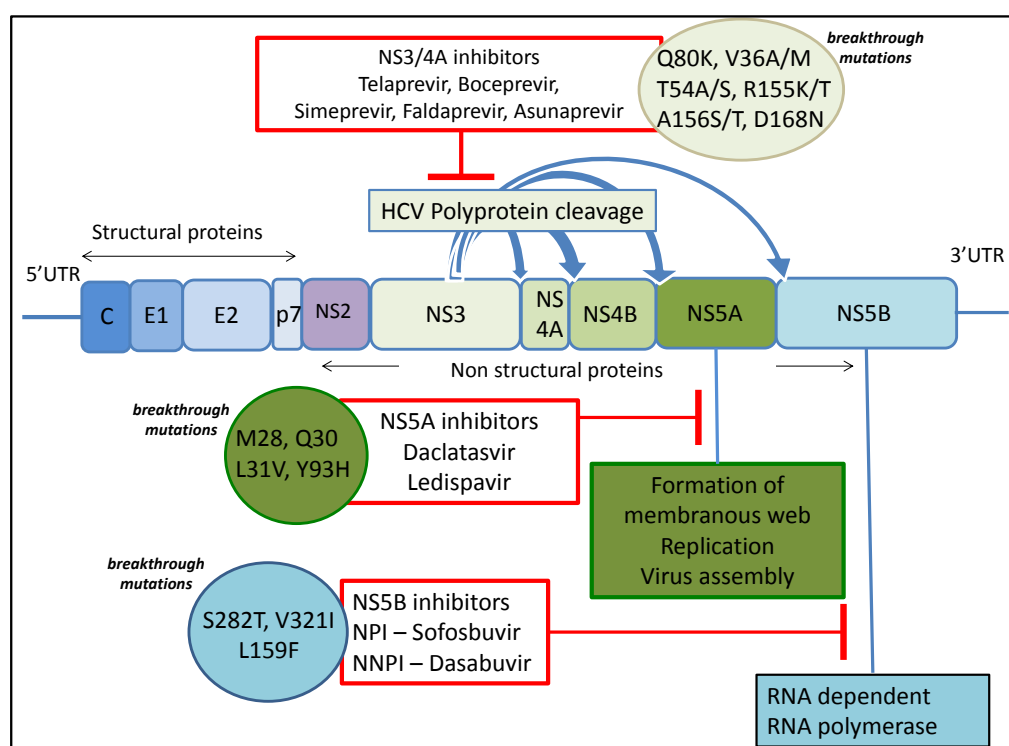 NS3/4A inhibitors
Telaprevir, Boceprevir,
Simeprevir, Faldaprevir, Asunaprevir
breakthrough
mutations
Q80K, V36A/M
T54A/S, R155K/T
A156S/T, D168N
HCV Polyprotein cleavage
Structural proteins
5’UTR
3’UTR
C
E1
E2
p7
NS2
NS3
NS
4A
NS4B
NS5A
NS5B
Non structural proteins
breakthrough
mutations
M28, Q30
L31V, Y93H
NS5A inhibitors
Daclatasvir
Ledispavir
Formation of
membranous web
Replication
Virus assembly
breakthrough
mutations
S282T, V321I
L159F
NS5B inhibitors
NPI – Sofosbuvir
NNPI – Dasabuvir
RNA dependent
RNA polymerase